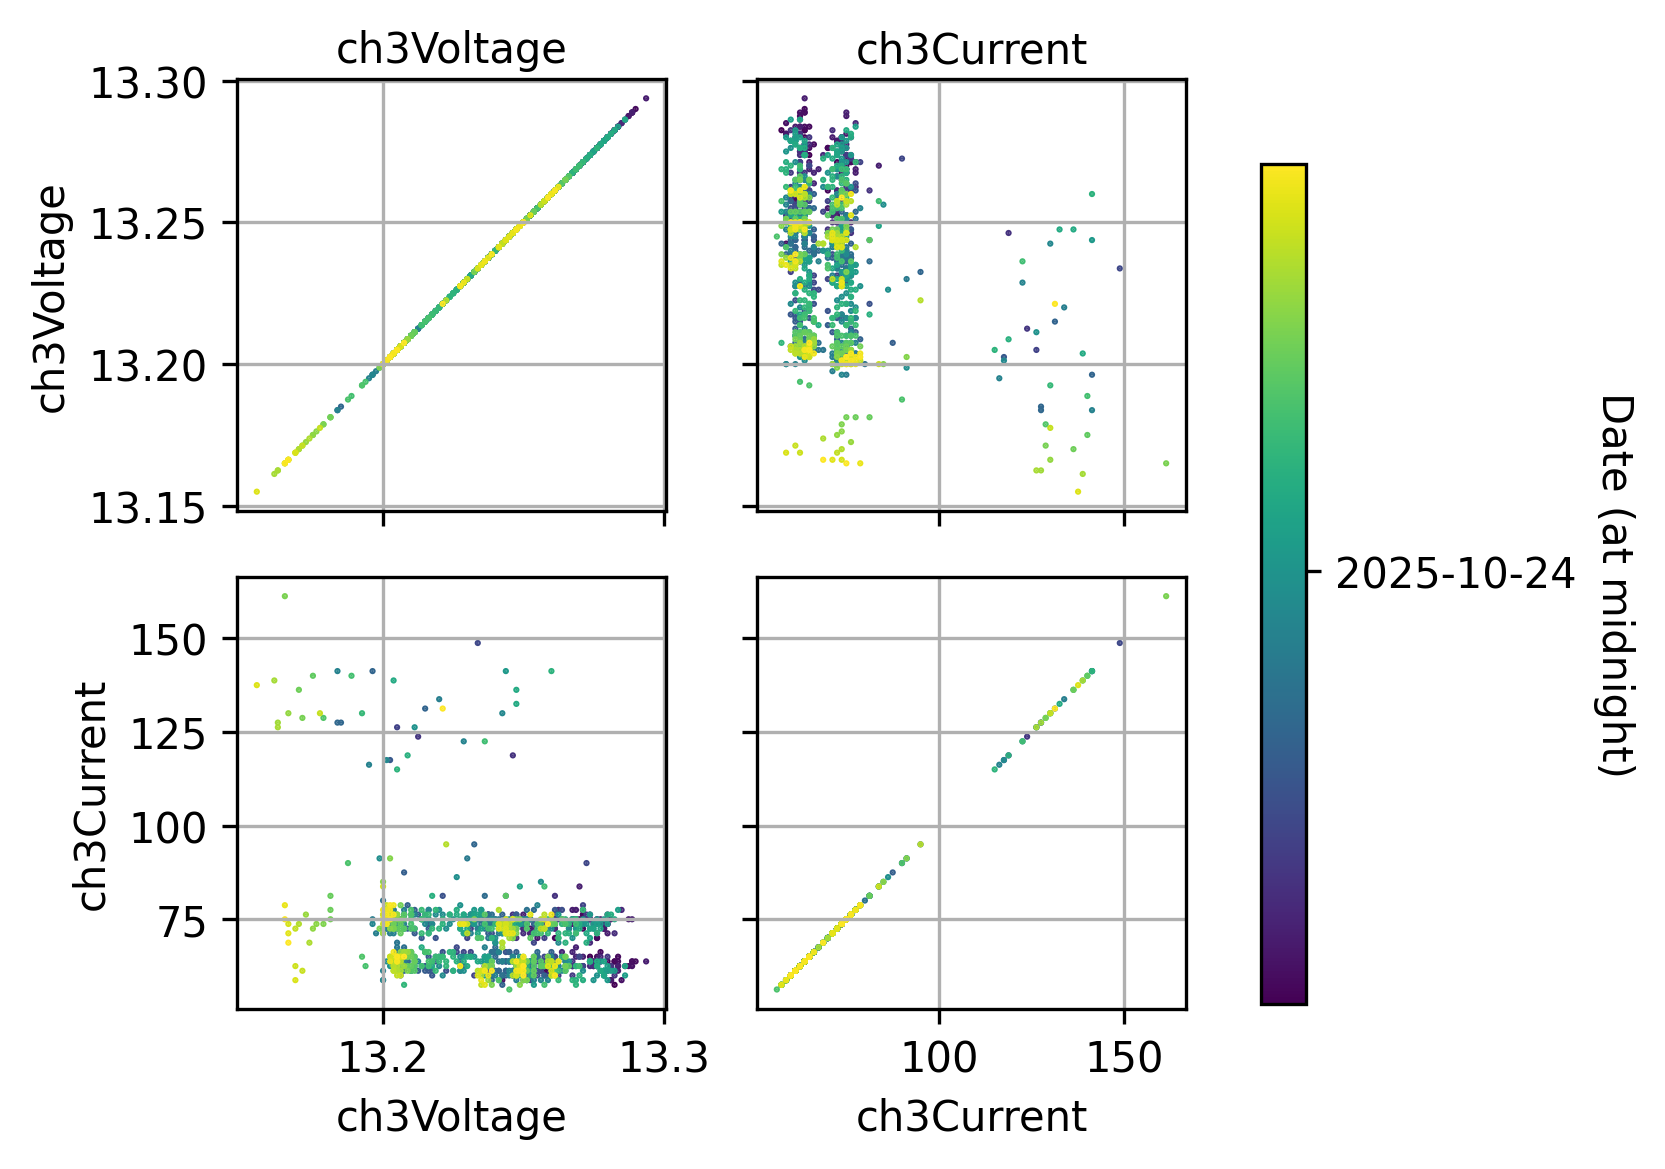 ch3Voltage ch3Current
13.30
13.25
13.20
13.15
ch3Voltage
150
125
100
75
ch3Current
13.2 13.3 100 150
ch3Voltage ch3Current
2025-10-24
Date (at midnight)